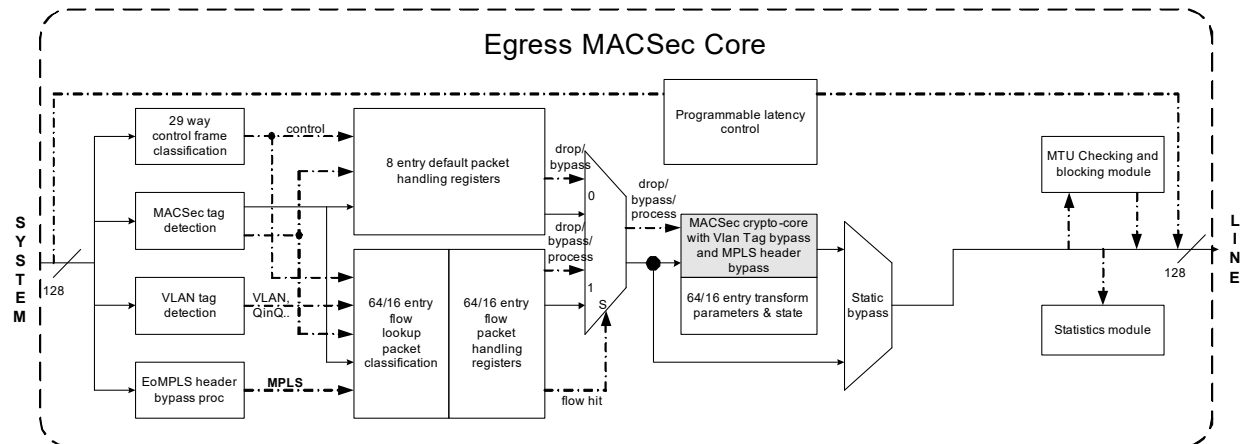 Egress MACSec Core
29 way
control frame
classification
control
8 entry default packet
handling registers
Programmable latency
control
MTU Checking and
blocking module
drop/
bypass
MACSec tag
detection
0
drop/
bypass/
process
MACSec crypto-core
with Vlan Tag bypass
and MPLS header
bypass
drop/
bypass/
process
S
Y
S
T
E
M
128
L
I
N
E
128
VLAN tag
detection
VLAN,
QinQ..
64/16 entry
flow
lookup
packet
classification
64/16 entry
flow
packet
handling
registers
1
S
64/16 entry transform
parameters & state
Static
bypass
Statistics module
EoMPLS header
bypass proc
MPLS
flow hit